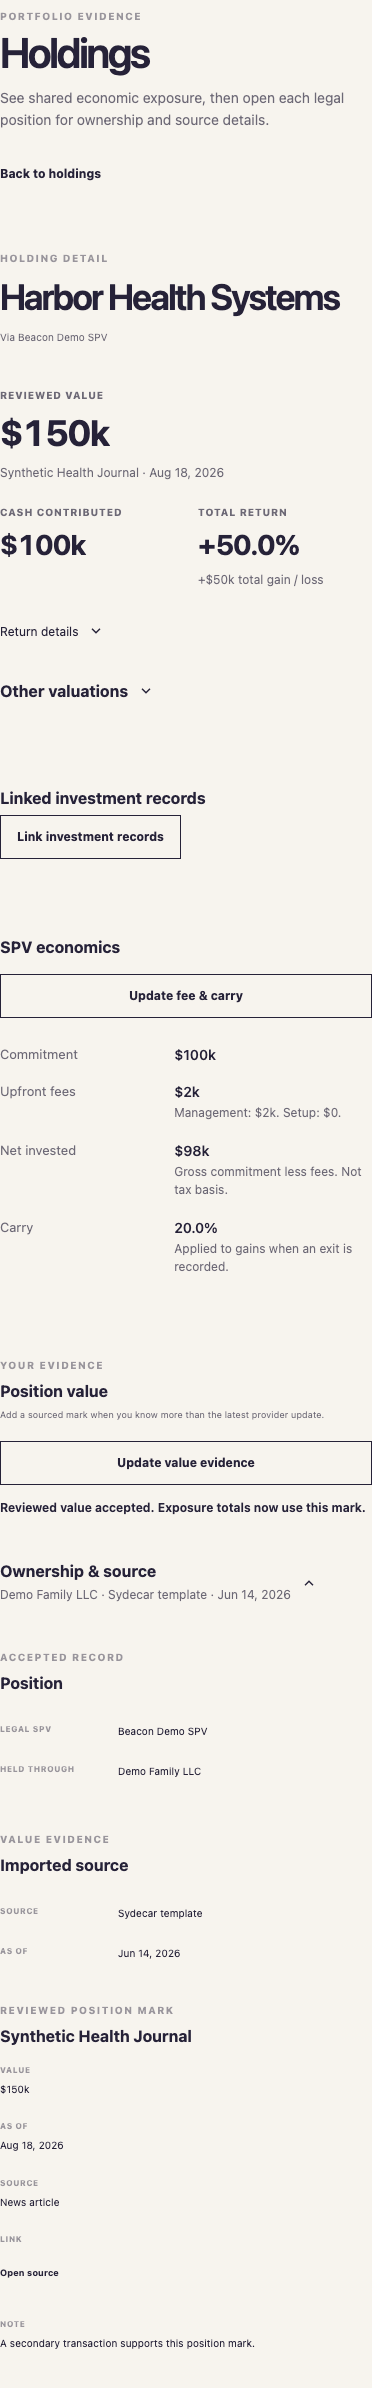 PORTFOLIO EVIDENCE
Holdings
See shared economic exposure, then open each legal
position for ownership and source details.
Back to holdings
HOLDING DETAIL
Harbor Health Systems
Via Beacon Demo SPV
REVIEWED VALUE
$150k
Synthetic Health Journal · Aug 18, 2026
CASH CONTRIBUTED
$100k
TOTAL RETURN
+50.0%
+$50k total gain / loss
Return details
Other valuations
Linked investment records
Link investment records
SPV economics
Update fee & carry
Commitment
$100k
Upfront fees
$2k
Management: $2k. Setup: $0.
Net invested
$98k
Gross commitment less fees. Not
tax basis.
Carry
20.0%
Applied to gains when an exit is
recorded.
YOUR EVIDENCE
Position value
Add a sourced mark when you know more than the latest provider update.
Update value evidence
Reviewed value accepted. Exposure totals now use this mark.
Ownership & source
Demo Family LLC · Sydecar template · Jun 14, 2026
ACCEPTED RECORD
Position
LEGAL SPV
Beacon Demo SPV
HELD THROUGH
Demo Family LLC
VALUE EVIDENCE
Imported source
SOURCE
Sydecar template
AS OF
Jun 14, 2026
REVIEWED POSITION MARK
Synthetic Health Journal
VALUE
$150k
AS OF
Aug 18, 2026
SOURCE
News article
LINK
Open source
NOTE
A secondary transaction supports this position mark.